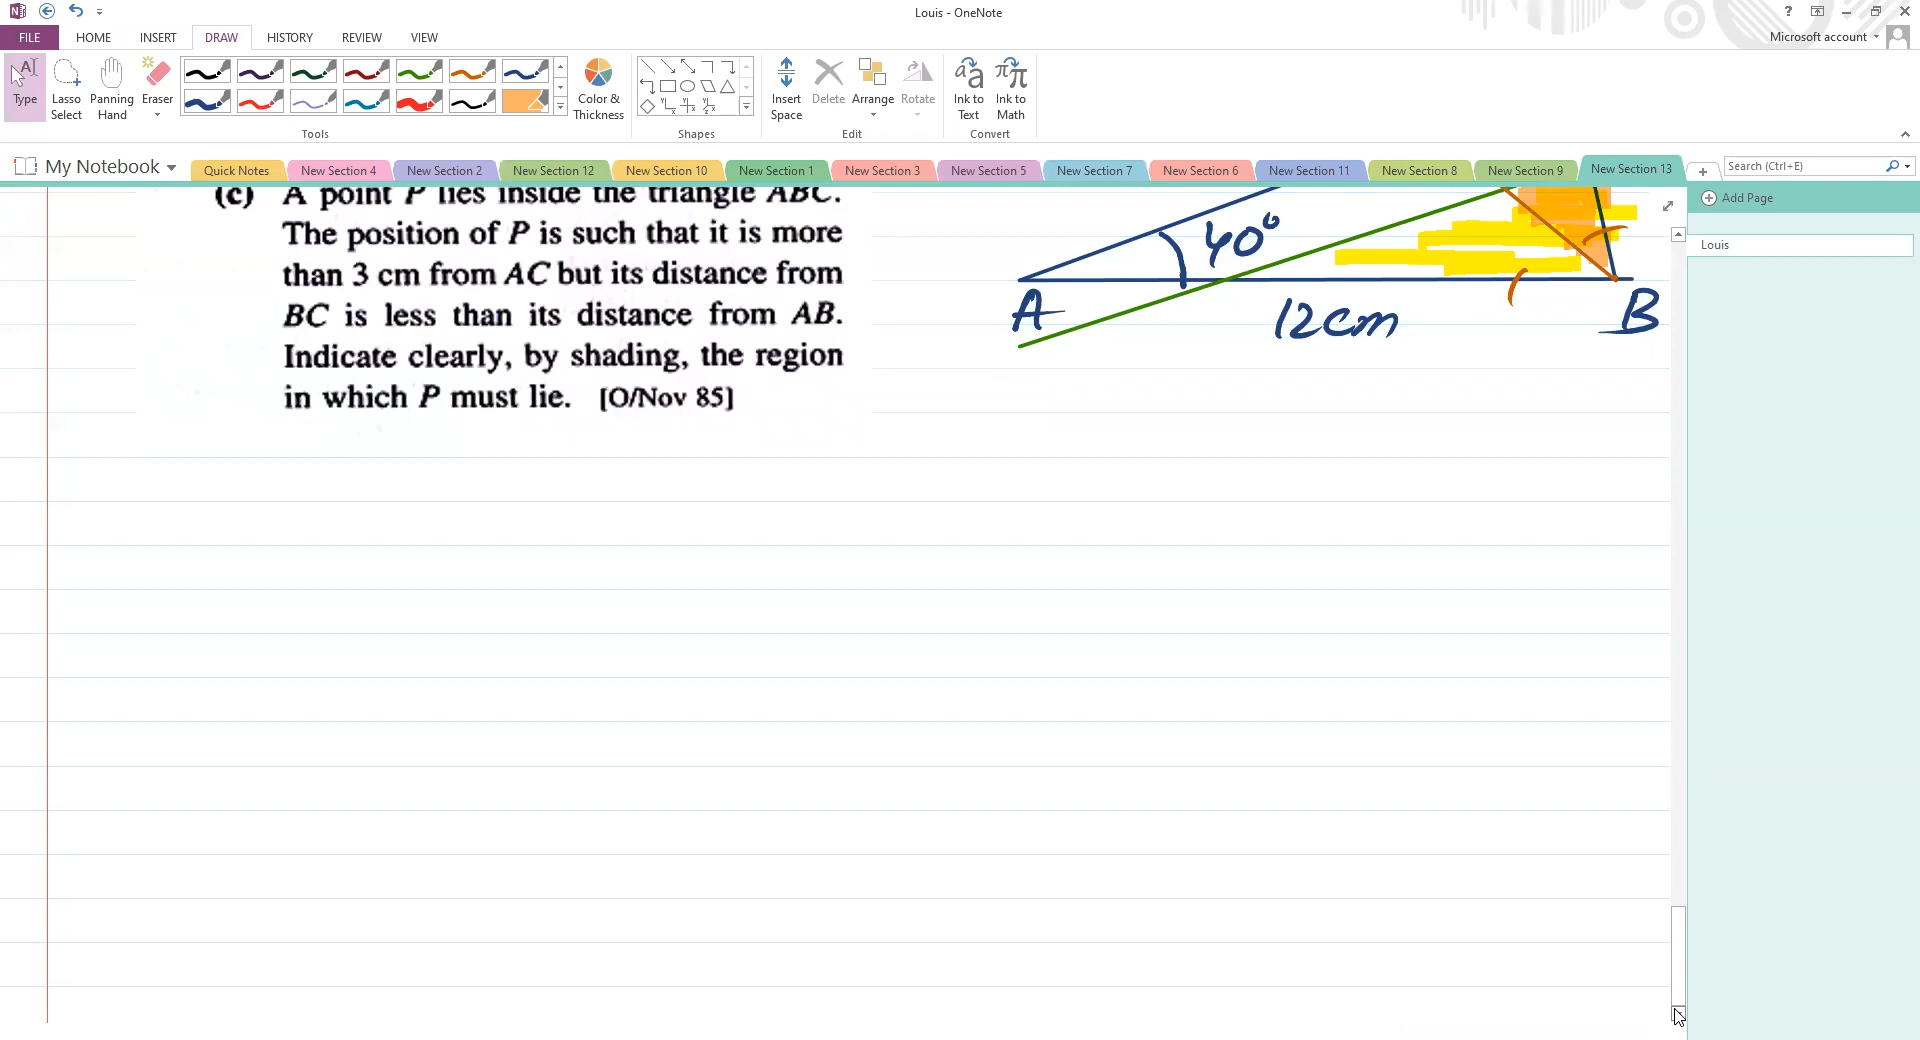 Louis - OneNote
?
FILE HOME INSERT DRAW HISTORY REVIEW VIEW
Microsoft account
Type
Lasso Select
Panning Hand
Eraser
Color & Thickness
Insert Space
Delete
Arrange
Rotate
Ink to Text
Ink to Math
Tools
Shapes
Edit
Convert
My Notebook
Quick Notes
New Section 4
New Section 2
New Section 12
New Section 10
New Section 1
New Section 3
New Section 5
New Section 7
New Section 6
New Section 11
New Section 8
New Section 9
New Section 13
Search (Ctrl+E)
Add Page
Louis
(c) A point P lies inside the triangle ABC.
The position of P is such that it is more
than 3 cm from AC but its distance from
BC is less than its distance from AB.
Indicate clearly, by shading, the region
in which P must lie. [O/Nov 85]
40°
A
12cm
B